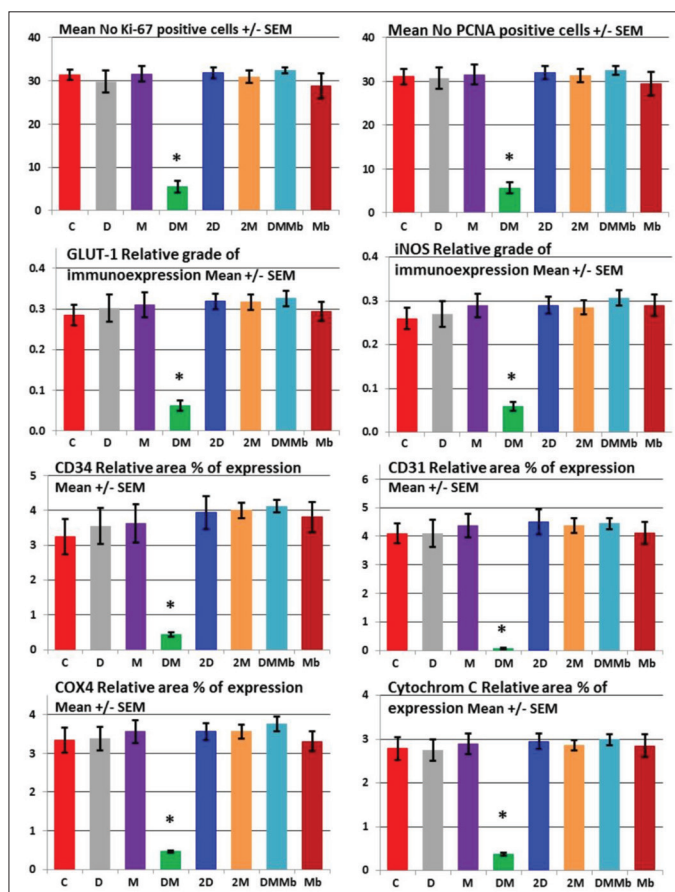 Mean No Ki-67 positive cells +/- SEM
40
30
20
10
0
*
C D M DM 2D 2M DMMb Mb
Mean No PCNA positive cells +/- SEM
40
30
20
10
0
*
C D M DM 2D 2M DMMb Mb
GLUT-1 Relative grade of
immunoexpression Mean +/- SEM
0.4
0.3
0.2
0.1
0.0
*
C D M DM 2D 2M DMMb Mb
iNOS Relative grade of
immunoexpression Mean +/- SEM
0.4
0.3
0.2
0.1
0.0
*
C D M DM 2D 2M DMMb Mb
CD34 Relative area % of expression
Mean +/- SEM
5
4
3
2
1
0
*
C D M DM 2D 2M DMMb Mb
CD31 Relative area % of expression
Mean +/- SEM
6
5
4
3
2
1
0
*
C D M DM 2D 2M DMMb Mb
COX4 Relative area % of expression
Mean +/- SEM
5
4
3
2
1
0
*
C D M DM 2D 2M DMMb Mb
Cytochrom C Relative area % of
expression Mean +/- SEM
4
3
2
1
0
*
C D M DM 2D 2M DMMb Mb